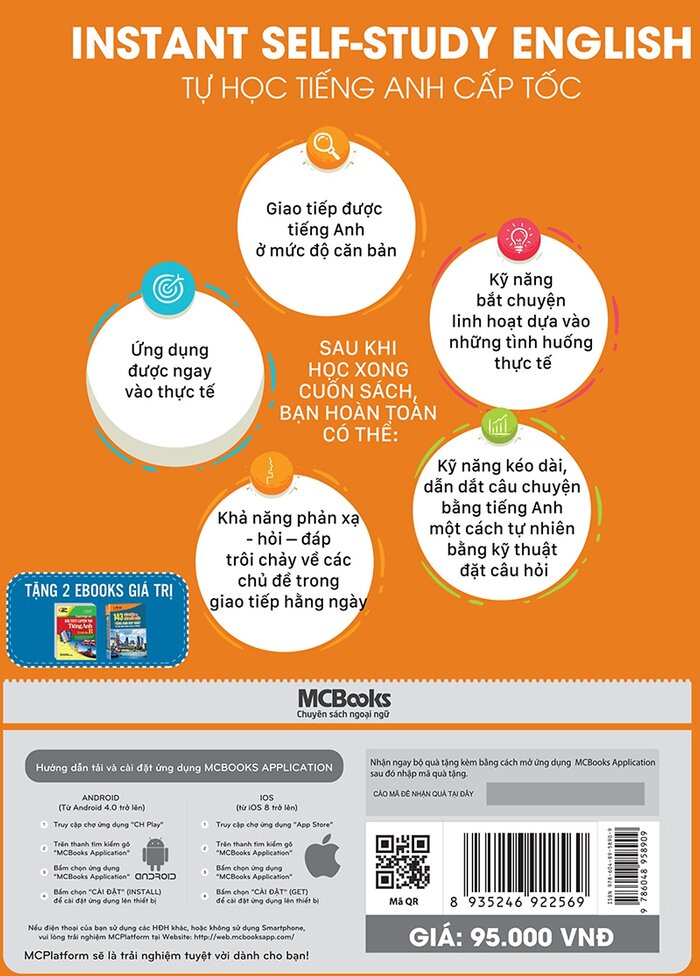 INSTANT SELF-STUDY ENGLISH
TỰ HỌC TIẾNG ANH CẤP TỐC
Giao tiếp được
tiếng Anh
ở mức độ căn bản
Kỹ năng
bắt chuyện
linh hoạt dựa vào
những tình huống
thực tế
Ứng dụng
được ngay
vào thực tế
SAU KHI
HỌC XONG
CUỐN SÁCH,
BẠN HOÀN TOÀN
CÓ THỂ:
Kỹ năng kéo dài,
dẫn dắt câu chuyện
bằng tiếng Anh
một cách tự nhiên
bằng kỹ thuật
đặt câu hỏi
Khả năng phản xạ
- hỏi – đáp
trôi chảy về các
chủ đề trong
giao tiếp hằng ngày
TẶNG 2 EBOOKS GIÁ TRỊ
Tiếng Anh
143
MCBooks
Chuyên sách ngoại ngữ
Hướng dẫn tải và cài đặt ứng dụng MCBOOKS APPLICATION
ANDROID
(Từ Android 4.0 trở lên)
1 Truy cập chợ ứng dụng "CH Play"
2 Trên thanh tìm kiếm gõ
"MCBooks Application"
3 Bấm chọn ứng dụng
"MCBooks Application"
4 Bấm chọn "CÀI ĐẶT" (INSTALL)
để cài đặt ứng dụng lên thiết bị
ANDROID
IOS
(từ iOS 8 trở lên)
1 Truy cập chợ ứng dụng "App Store"
2 Trên thanh tìm kiếm gõ
"MCBooks Application"
3 Bấm chọn ứng dụng
"MCBooks Application"
4 Bấm chọn "CÀI ĐẶT" (GET)
để cài đặt ứng dụng lên thiết bị
Nếu điện thoại của bạn là các HĐH khác, hoặc không sử dụng Smartphone,
vui lòng trải nghiệm MCPlatform tại Website: http://web.mcbooksapp.com/
MCPlatform sẽ là trải nghiệm tuyệt vời dành cho bạn!
Nhận ngay bộ quà tặng kèm bằng cách mở ứng dụng MCBooks Application
sau đó nhập mã quà tặng.
CÀO MÃ ĐỂ NHẬN QUÀ TẠI ĐÂY
Mã QR
8 935246 922569
ISBN 978-604-89-5890-9
9 786048 958909
GIÁ: 95.000 VNĐ